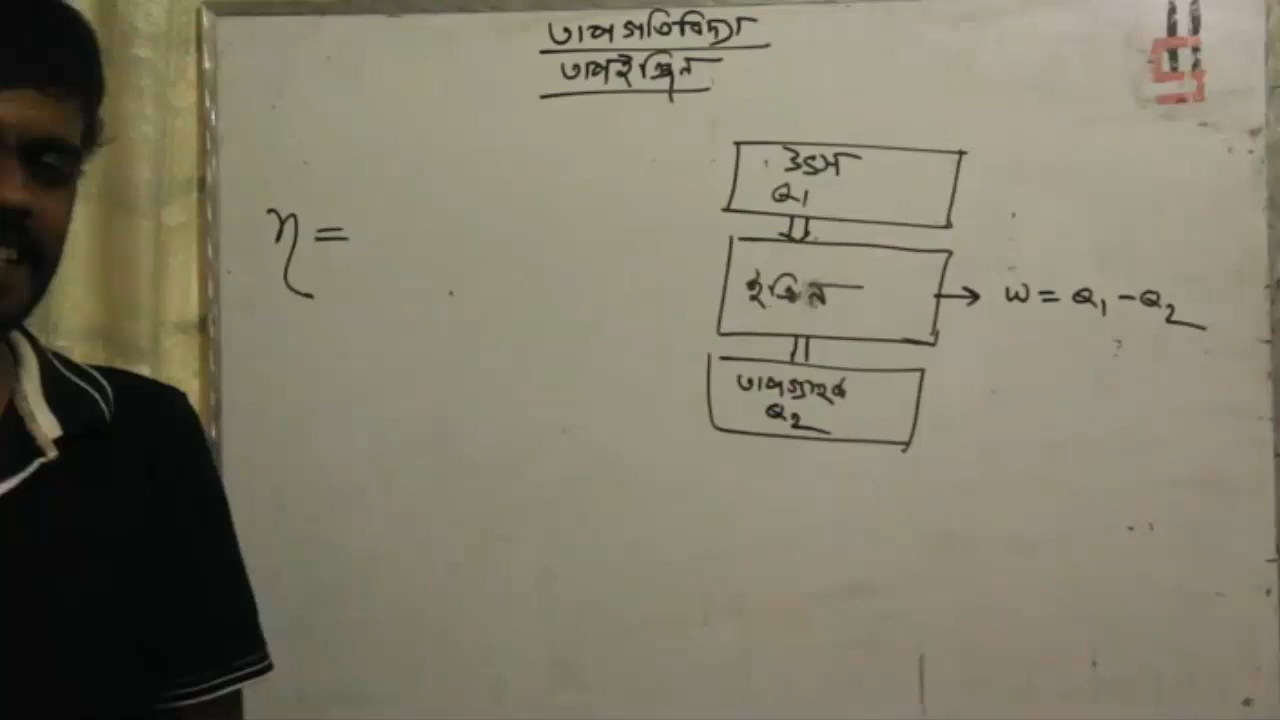 তাপগতিবিদ্যা
তাপইঞ্জিন
উৎস
Q₁
η =
ইঞ্জিন
W = Q₁ - Q₂
তাপগ্রাহক
Q₂